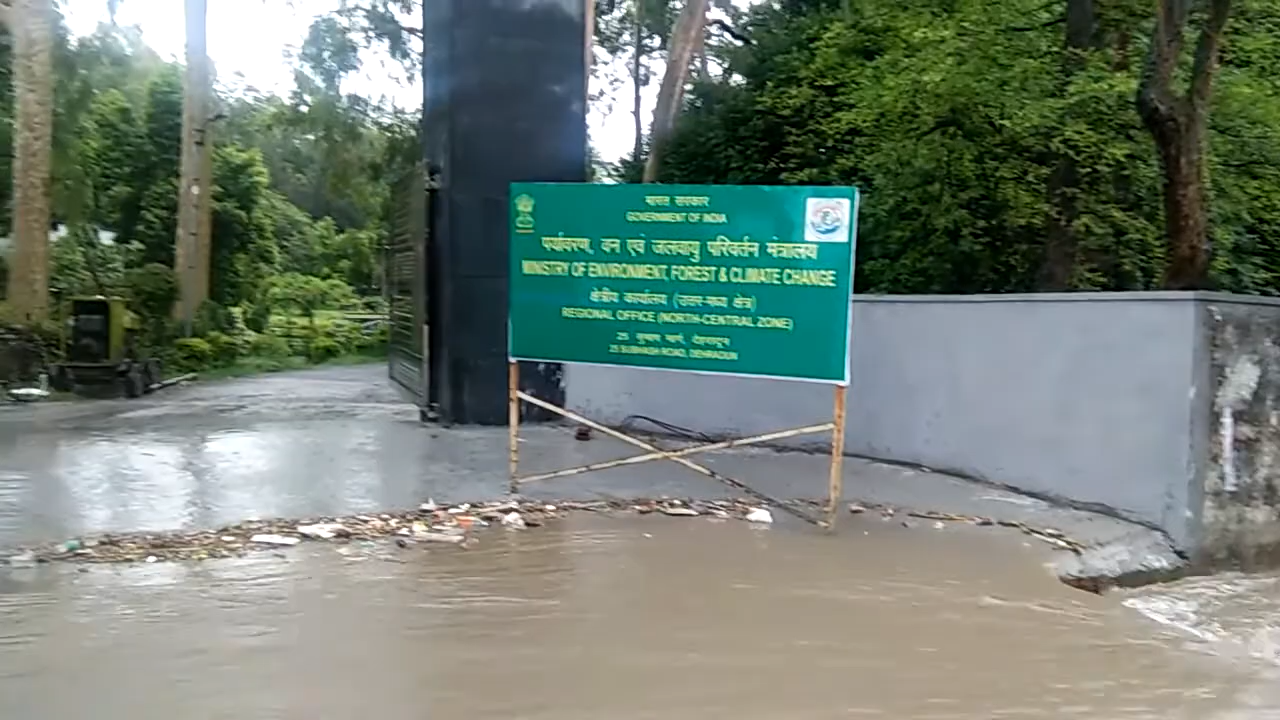 भारत सरकार
GOVERNMENT OF INDIA
पर्यावरण, वन एवं जलवायु परिवर्तन मंत्रालय
MINISTRY OF ENVIRONMENT, FOREST & CLIMATE CHANGE
क्षेत्रीय कार्यालय (उत्तर मध्य क्षेत्र)
REGIONAL OFFICE (NORTH-CENTRAL ZONE)
25 सुभाष मार्ग, देहरादून
25 SUBHASH ROAD, DEHRADUN